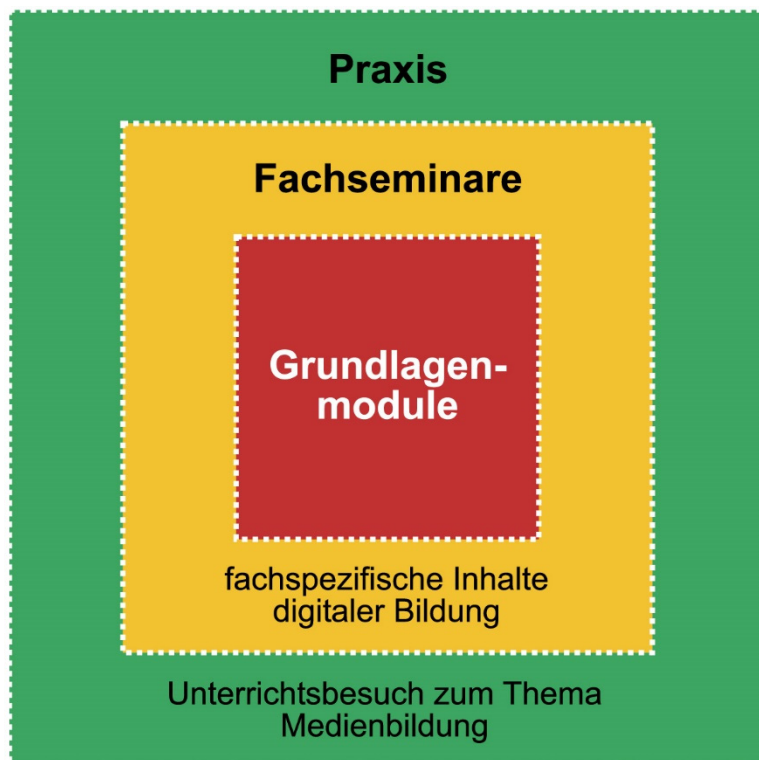 Praxis
Fachseminare
Grundlagen-
module
fachspezifische Inhalte
digitaler Bildung
Unterrichtsbesuch zum Thema
Medienbildung